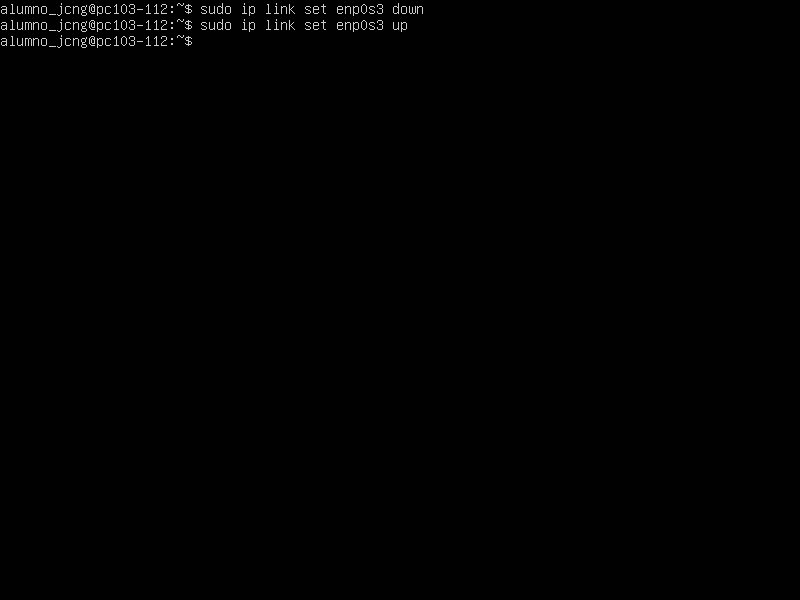 alumno_jcng@pc103-112:~$ sudo ip link set enp0s3 down
alumno_jcng@pc103-112:~$ sudo ip link set enp0s3 up
alumno_jcng@pc103-112:~$